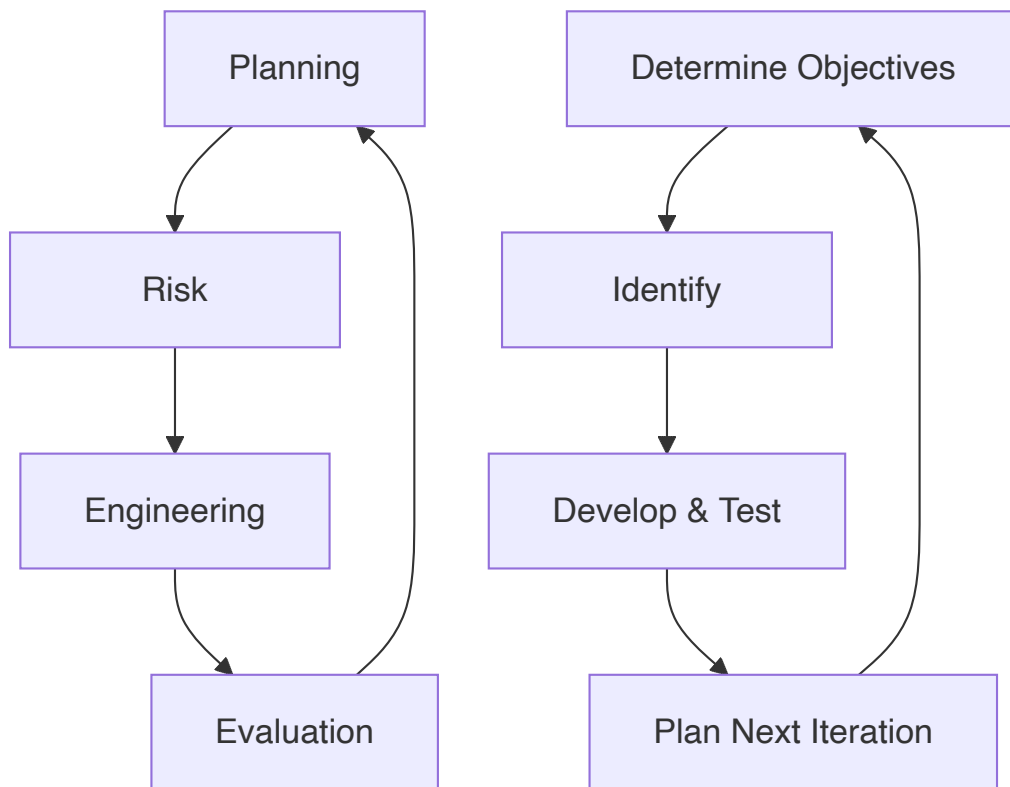 Planning
Determine Objectives
Risk
Identify
Engineering
Develop & Test
Evaluation
Plan Next Iteration